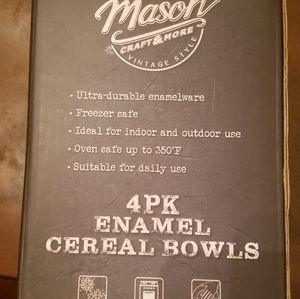 Mason
CRAFT&MORE
VINTAGE STYLE
• Ultra-durable enamelware
• Freezer safe
• Ideal for indoor and outdoor use
• Oven safe up to 350°F
• Suitable for daily use
4PK
ENAMEL
CEREAL BOWLS